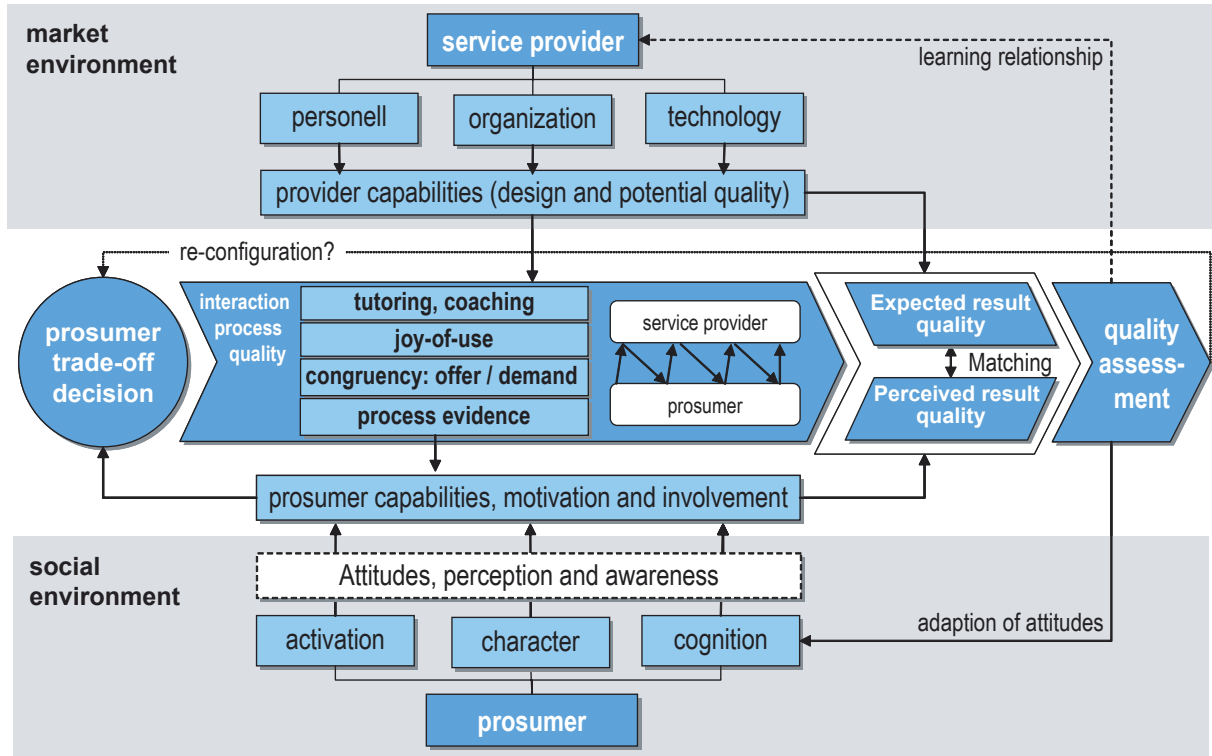 market
environment
service provider
learning relationship
personell
organization
technology
provider capabilities (design and potential quality)
re-configuration?
prosumer
trade-off
decision
interaction
process
quality
tutoring, coaching
joy-of-use
congruency: offer / demand
process evidence
service provider
prosumer
Expected result
quality
Matching
Perceived result
quality
quality
assess-
ment
prosumer capabilities, motivation and involvement
social
environment
Attitudes, perception and awareness
activation
character
cognition
adaption of attitudes
prosumer